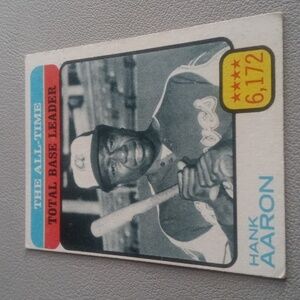 THE ALL-TIME
TOTAL BASE LEADER
6,172
HANK
AARON